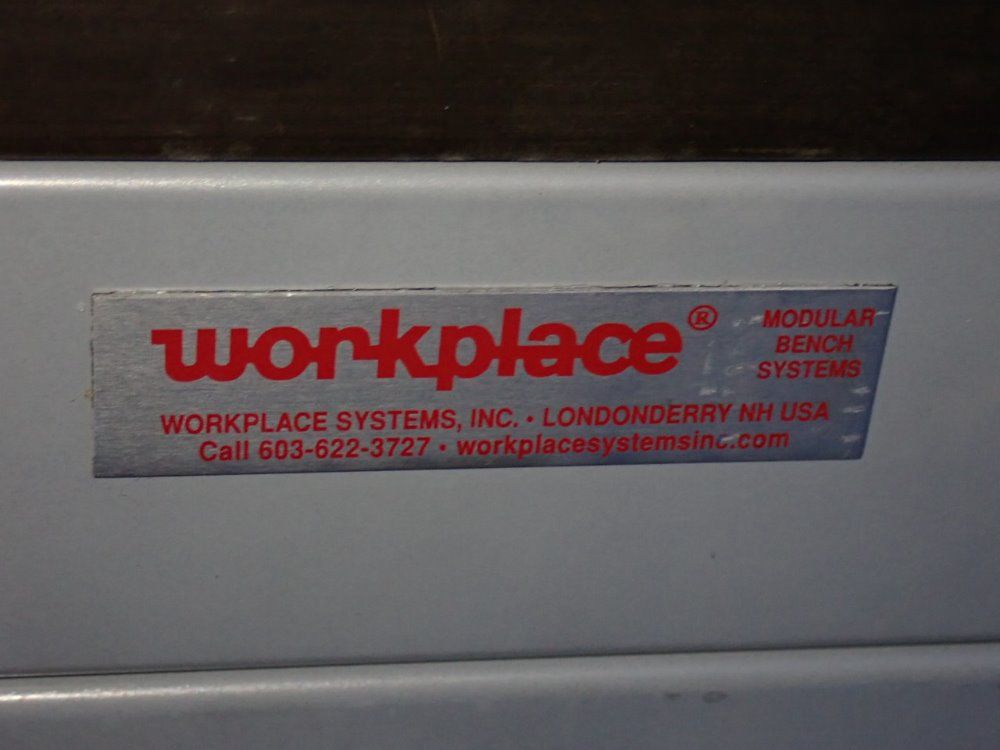 workplace®
MODULAR
BENCH
SYSTEMS
WORKPLACE SYSTEMS, INC. • LONDONDERRY NH USA
Call 603-622-3727 • workplacesystemsinc.com